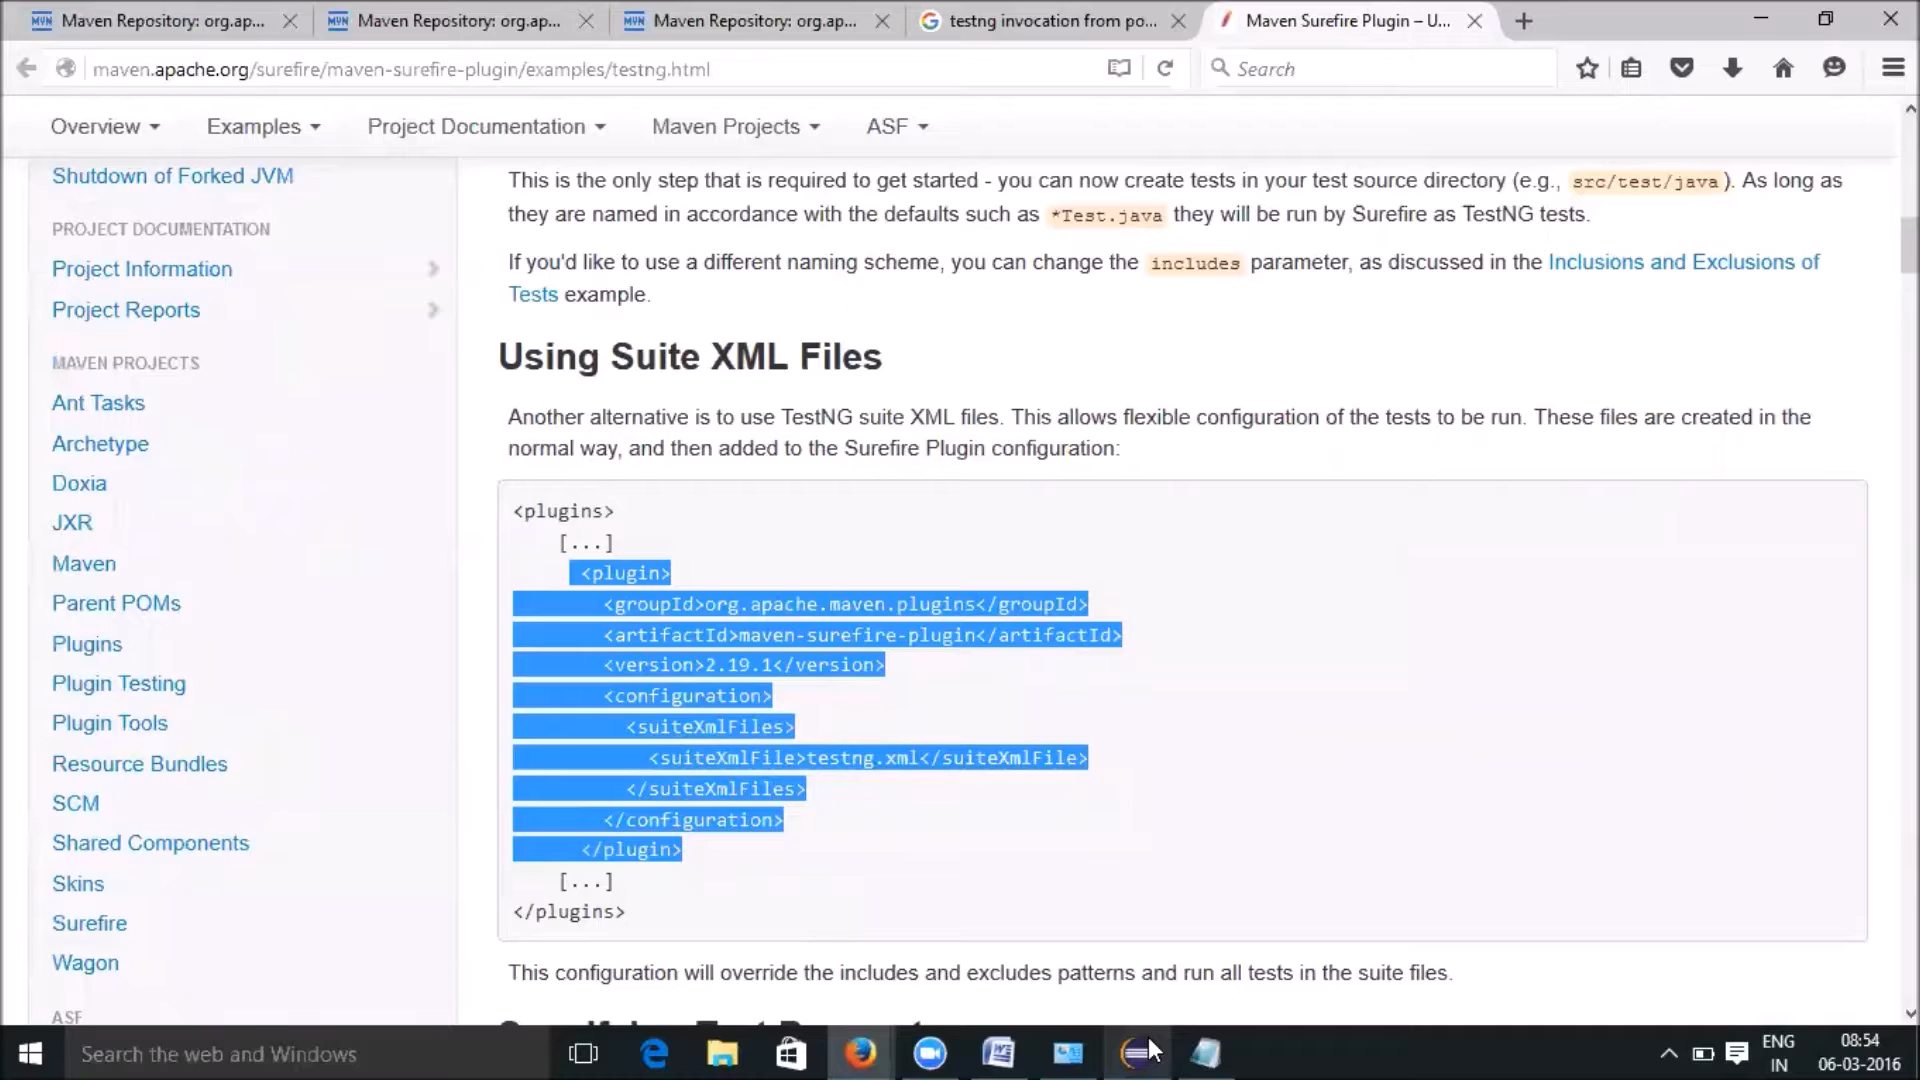 Maven Repository: org.ap...
Maven Repository: org.ap...
Maven Repository: org.ap...
testng invocation from po...
Maven Surefire Plugin – U...
maven.apache.org/surefire/maven-surefire-plugin/examples/testng.html
Search
Overview
Examples
Project Documentation
Maven Projects
ASF
Shutdown of Forked JVM
PROJECT DOCUMENTATION
Project Information
Project Reports
MAVEN PROJECTS
Ant Tasks
Archetype
Doxia
JXR
Maven
Parent POMs
Plugins
Plugin Testing
Plugin Tools
Resource Bundles
SCM
Shared Components
Skins
Surefire
Wagon
ASF
This is the only step that is required to get started - you can now create tests in your test source directory (e.g., src/test/java). As long as
they are named in accordance with the defaults such as *Test.java they will be run by Surefire as TestNG tests.
If you'd like to use a different naming scheme, you can change the includes parameter, as discussed in the Inclusions and Exclusions of
Tests example.
Using Suite XML Files
Another alternative is to use TestNG suite XML files. This allows flexible configuration of the tests to be run. These files are created in the
normal way, and then added to the Surefire Plugin configuration:
<plugins>
[...]
<plugin>
<groupId>org.apache.maven.plugins</groupId>
<artifactId>maven-surefire-plugin</artifactId>
<version>2.19.1</version>
<configuration>
<suiteXmlFiles>
<suiteXmlFile>testng.xml</suiteXmlFile>
</suiteXmlFiles>
</configuration>
</plugin>
[...]
</plugins>
This configuration will override the includes and excludes patterns and run all tests in the suite files.
Search the web and Windows
ENG
IN
08:54
06-03-2016